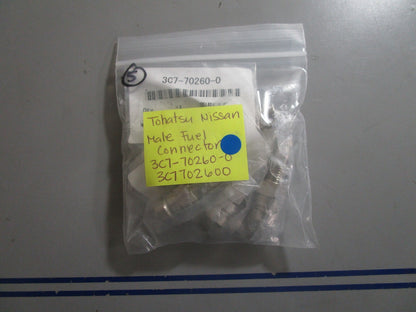 5
3C7-70260-0
Tohatsu Nissan
Male Fuel
Connector
3C7-70260-0
3C7702600